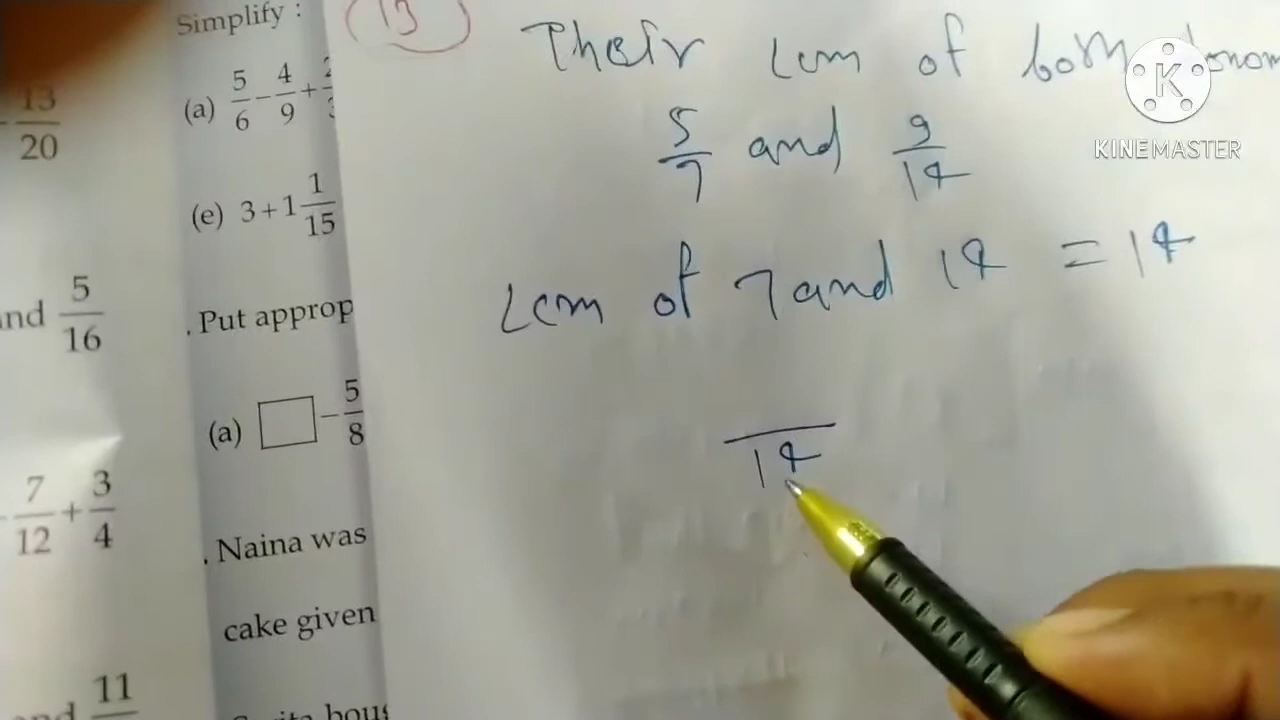 13/20
and 5/16
7/12 + 3/4
11
Simplify :
(a) 5/6 - 4/9 +
(e) 3 + 1 1/15
. Put approp
(a) □ - 5/8
. Naina was
cake given
13
Their Lcm of both denom
5/7 and 9/14
Lcm of 7 and 14 = 14
14
K
KINEMASTER